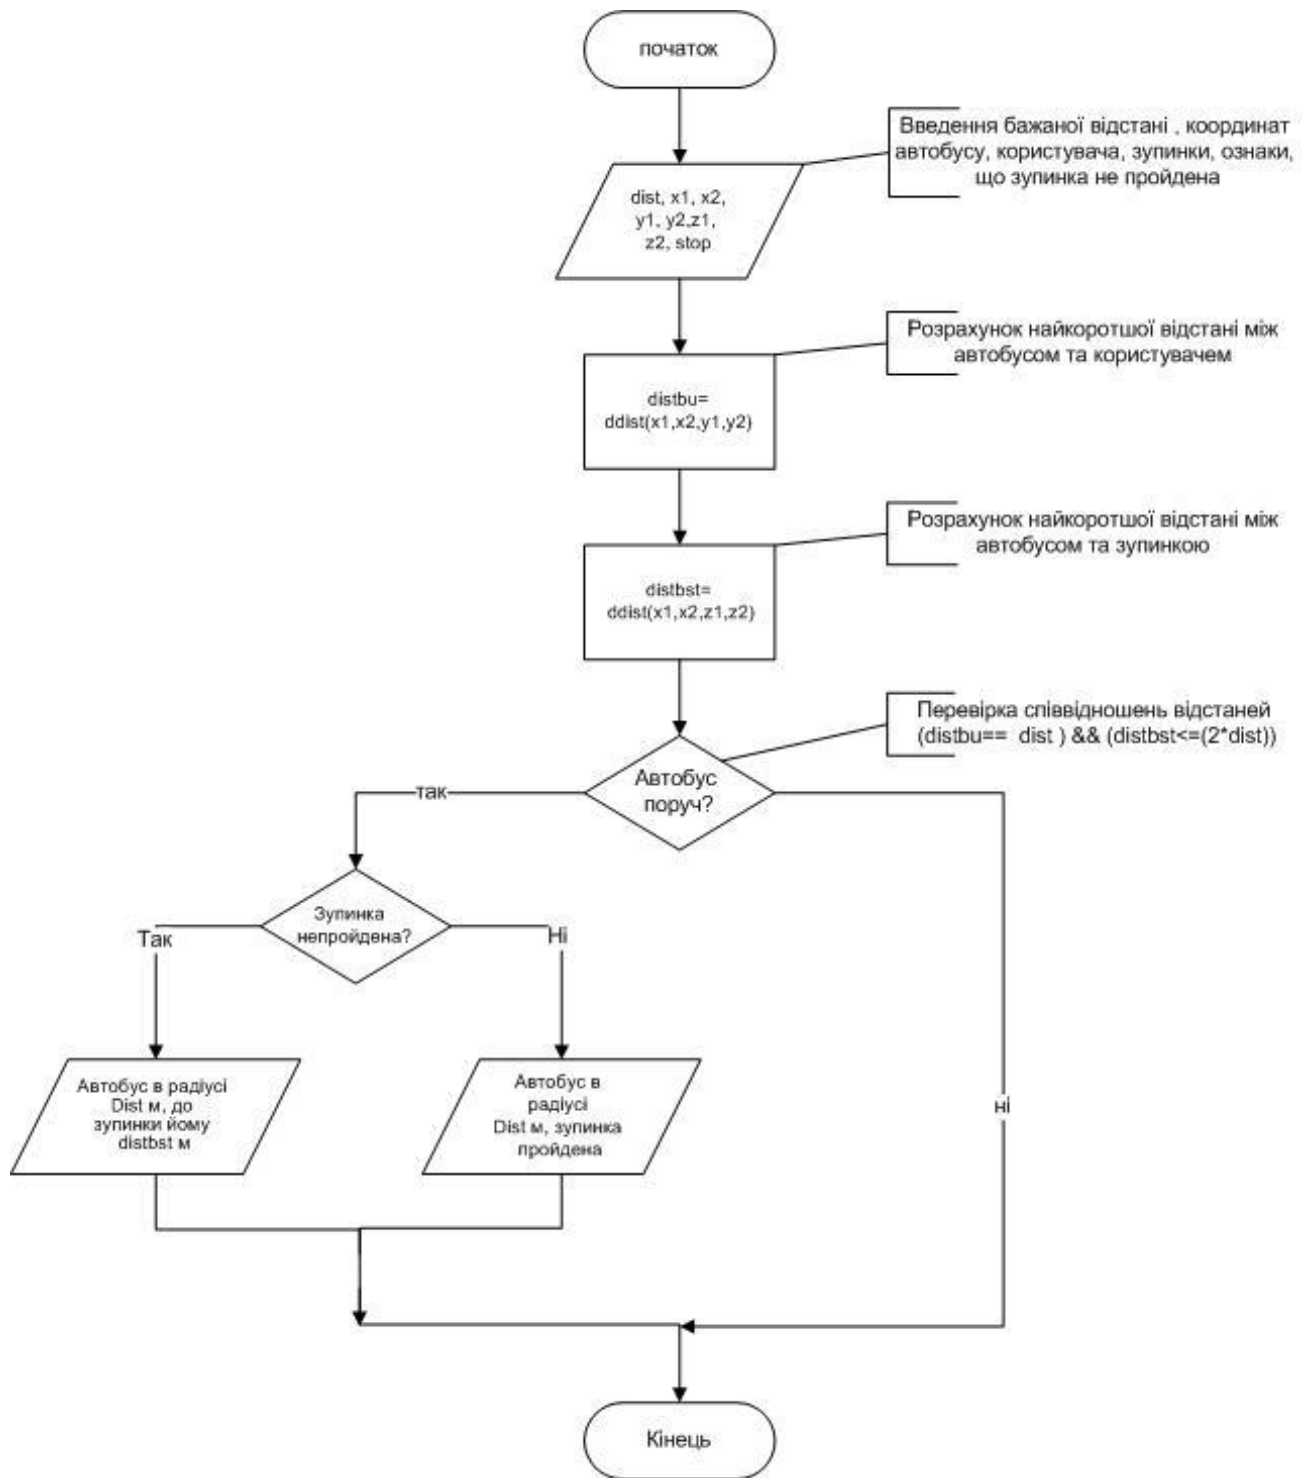 початок
Введення бажаної відстані , координат
автобусу, користувача, зупинки, ознаки,
що зупинка не пройдена
dist, x1, x2,
y1, y2,z1,
z2, stop
Розрахунок найкоротшої відстані між
автобусом та користувачем
distbu=
ddist(x1,x2,y1,y2)
Розрахунок найкоротшої відстані між
автобусом та зупинкою
distbst=
ddist(x1,x2,z1,z2)
Перевірка співвідношень відстаней
(distbu== dist ) && (distbst<=(2*dist))
Автобус
поруч?
так
Зупинка
непройдена?
Так
Ні
Автобус в радіусі
Dist м, до
зупинки йому
distbst м
Автобус в
радіусі
Dist м, зупинка
пройдена
ні
Кінець